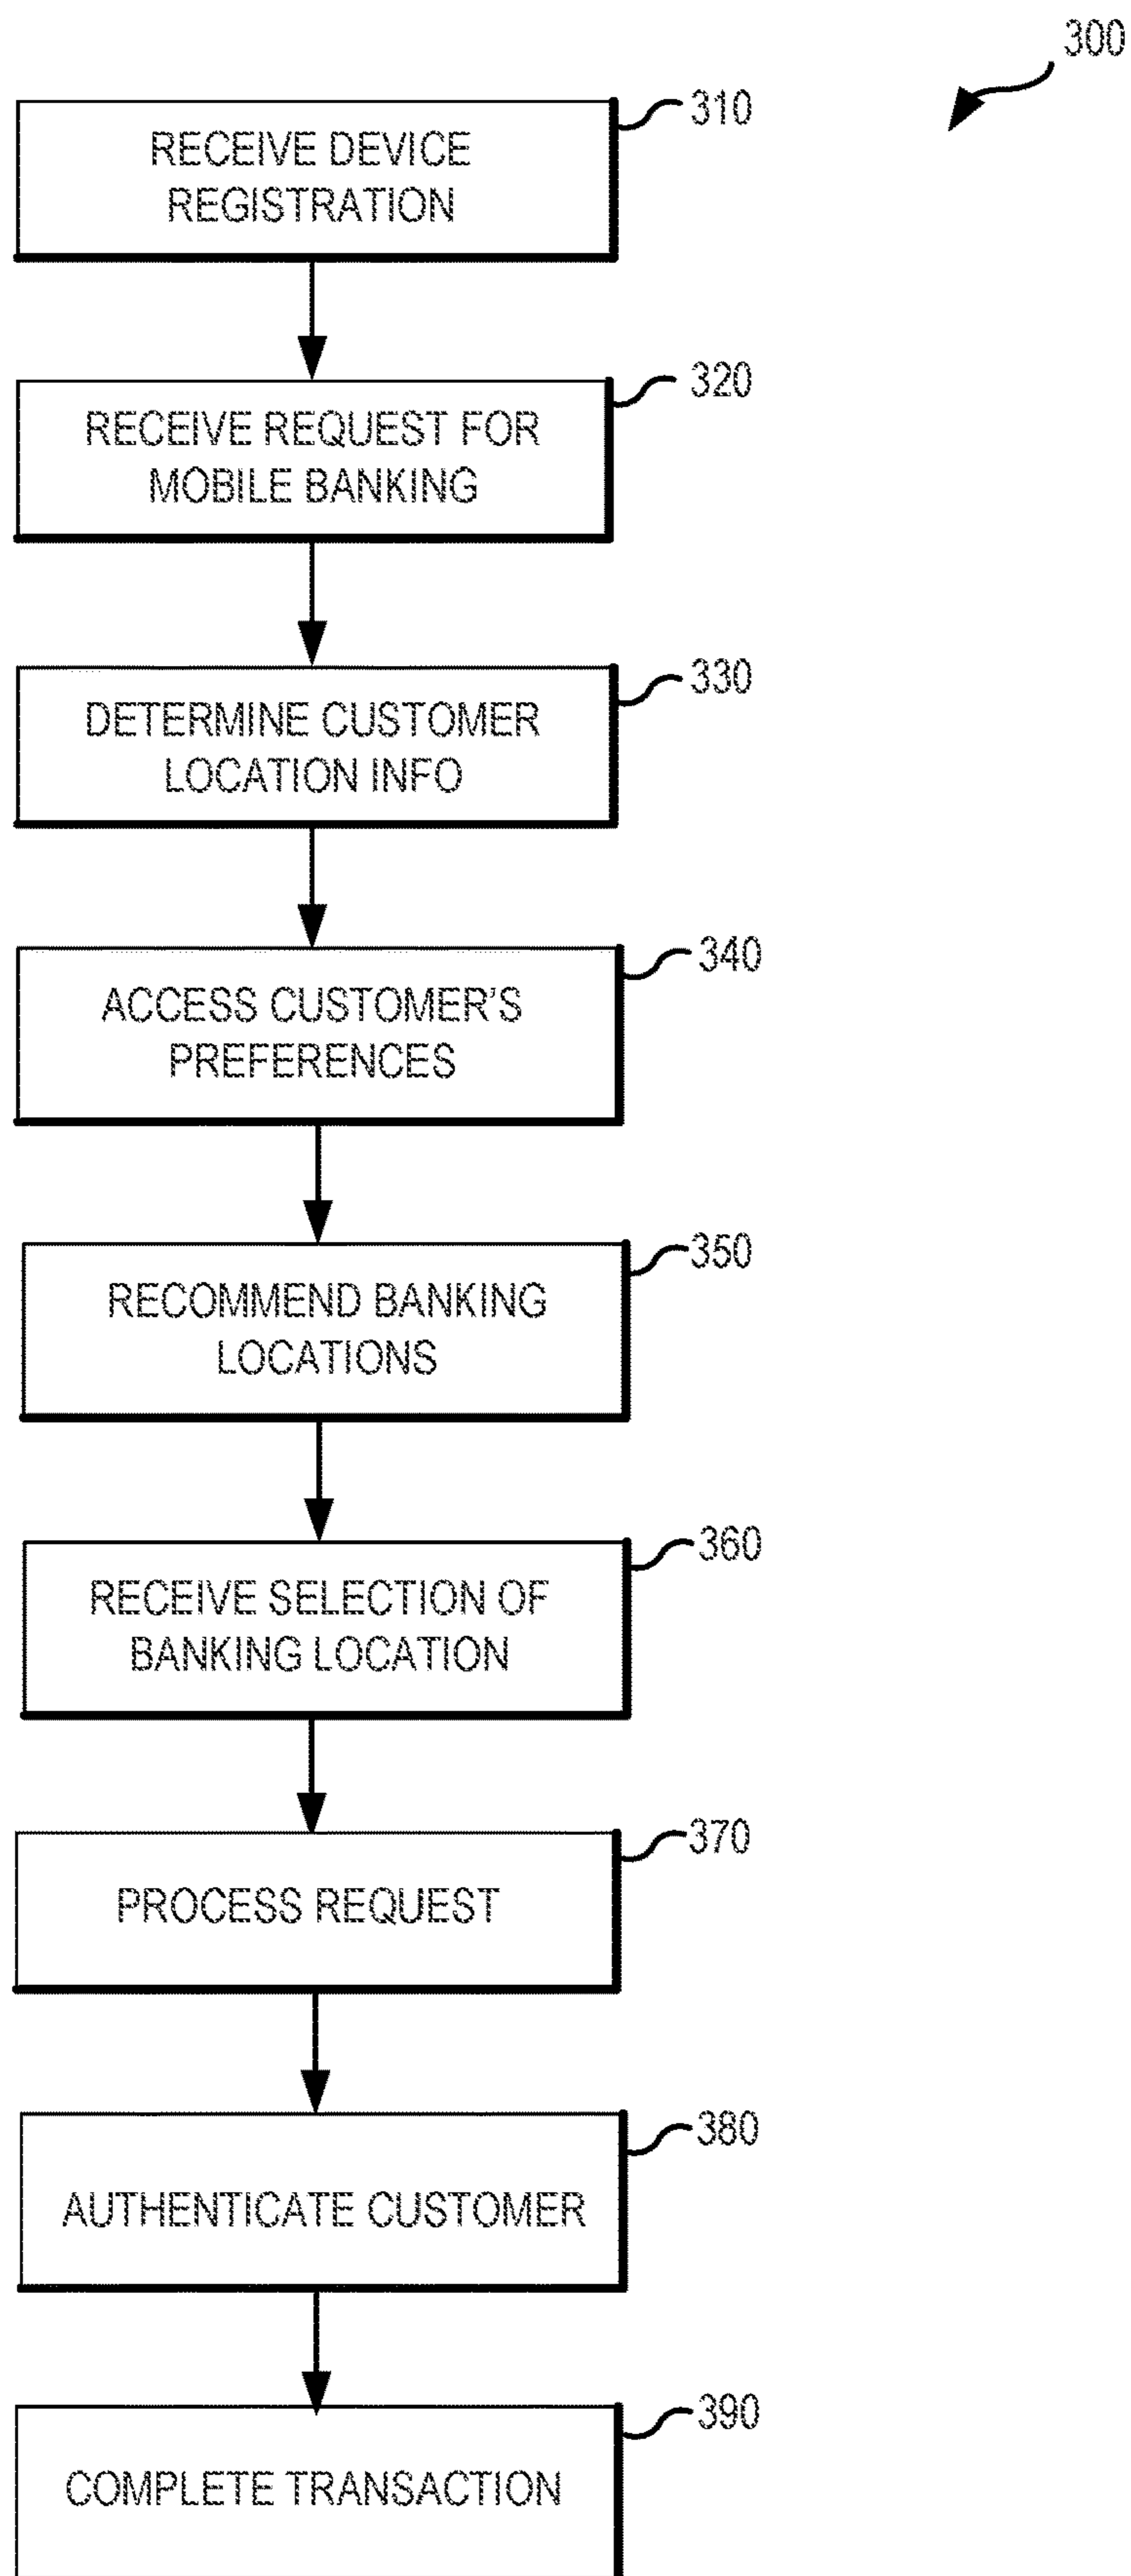 300
310
RECEIVE DEVICE
REGISTRATION
320
RECEIVE REQUEST FOR
MOBILE BANKING
330
DETERMINE CUSTOMER
LOCATION INFO
340
ACCESS CUSTOMER'S
PREFERENCES
350
RECOMMEND BANKING
LOCATIONS
360
RECEIVE SELECTION OF
BANKING LOCATION
370
PROCESS REQUEST
380
AUTHENTICATE CUSTOMER
390
COMPLETE TRANSACTION